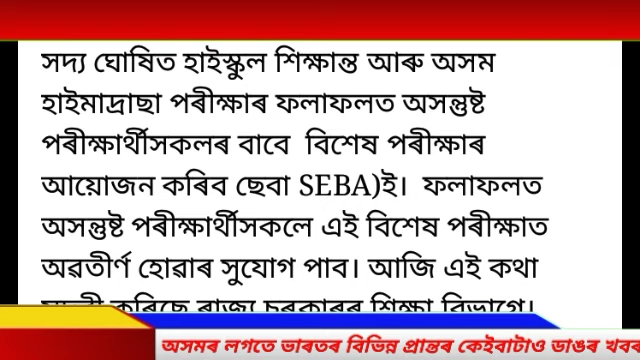 সদ্য ঘোষিত হাইস্কুল শিক্ষান্ত আৰু অসম
হাইমাদ্ৰাছা পৰীক্ষাৰ ফলাফলত অসন্তুষ্ট
পৰীক্ষাৰ্থীসকলৰ বাবে বিশেষ পৰীক্ষাৰ
আয়োজন কৰিব ছেবা SEBA)ই। ফলাফলত
অসন্তুষ্ট পৰীক্ষাৰ্থীসকলে এই বিশেষ পৰীক্ষাত
অৱতীৰ্ণ হোৱাৰ সুযোগ পাব। আজি এই কথা
কৰিছে ৰাজ্য চৰকাৰৰ শিক্ষা বিভাগে।
অসমৰ লগতে ভাৰতৰ বিভিন্ন প্ৰান্তৰ কেইবাটাও ডাঙৰ খবৰ